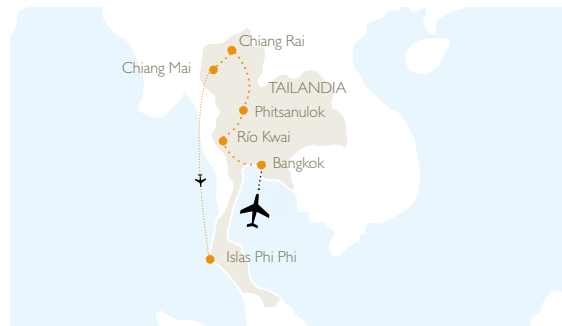 Chiang Rai
Chiang Mai
TAILANDIA
Phitsanulok
Río Kwai
Bangkok
Islas Phi Phi